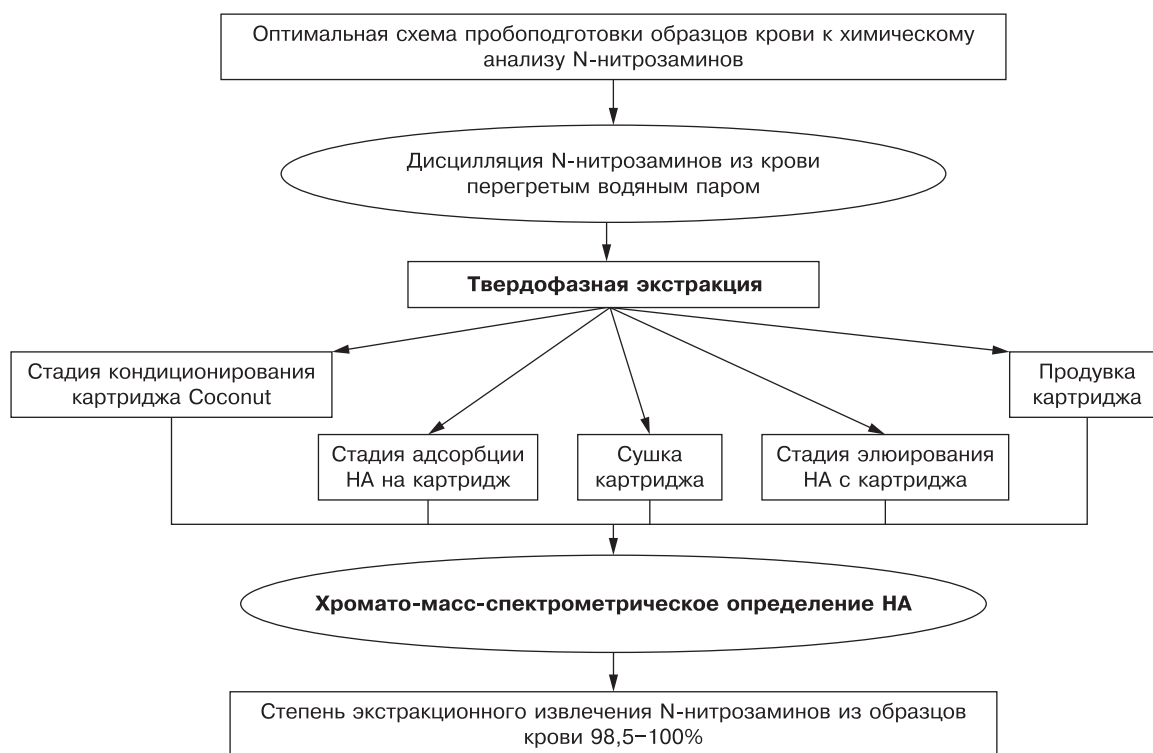 Оптимальная схема пробоподготовки образцов крови к химическому
анализу N-нитрозаминов
Дисцилляция N-нитрозаминов из крови
перегретым водяным паром
Твердофазная экстракция
Стадия кондиционирования
картриджа Coconut
Продувка
картриджа
Стадия адсорбции
НА на картридж
Сушка
картриджа
Стадия элюирования
НА с картриджа
Хромато-масс-спектрометрическое определение НА
Степень экстракционного извлечения N-нитрозаминов из образцов
крови 98,5–100%